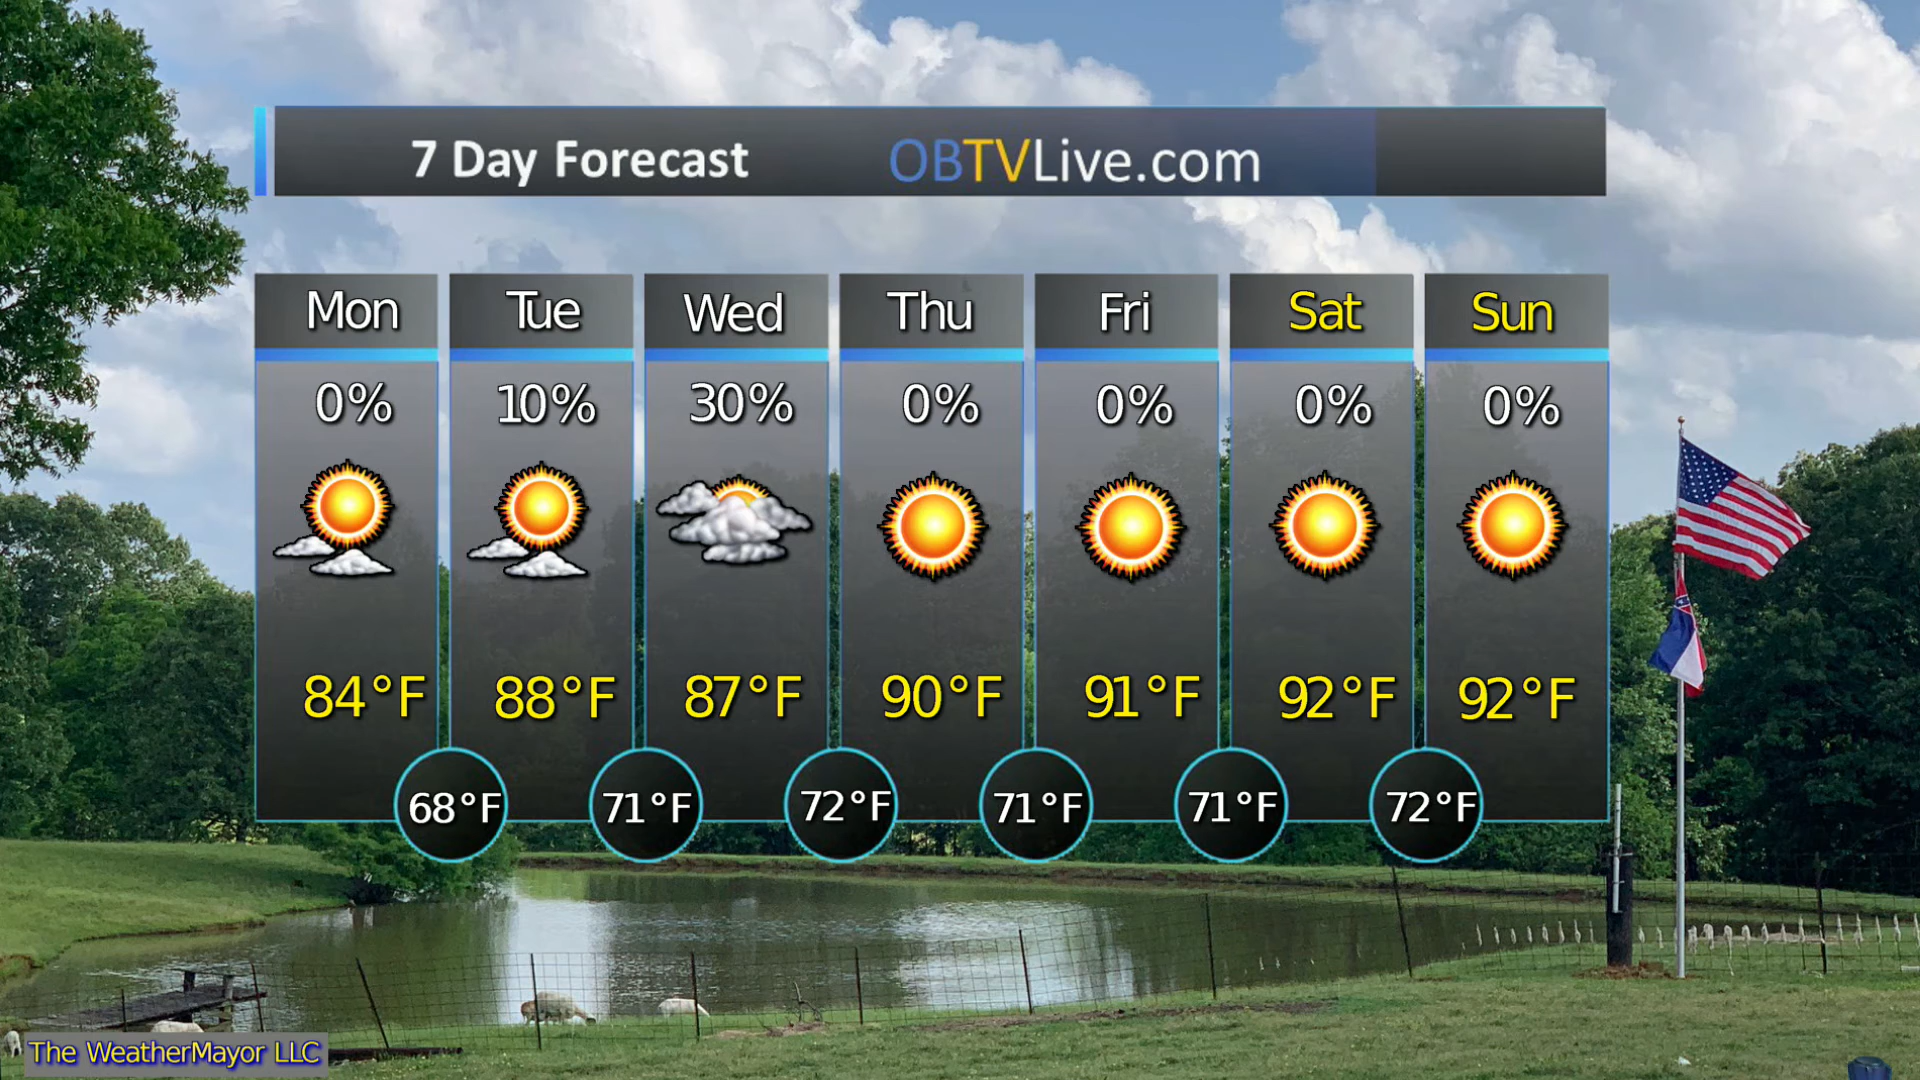 7 Day Forecast OBTVLive.com
Mon Tue Wed Thu Fri Sat Sun
0% 10% 30% 0% 0% 0% 0%
84°F 88°F 87°F 90°F 91°F 92°F 92°F
68°F 71°F 72°F 71°F 71°F 72°F
The WeatherMayor LLC